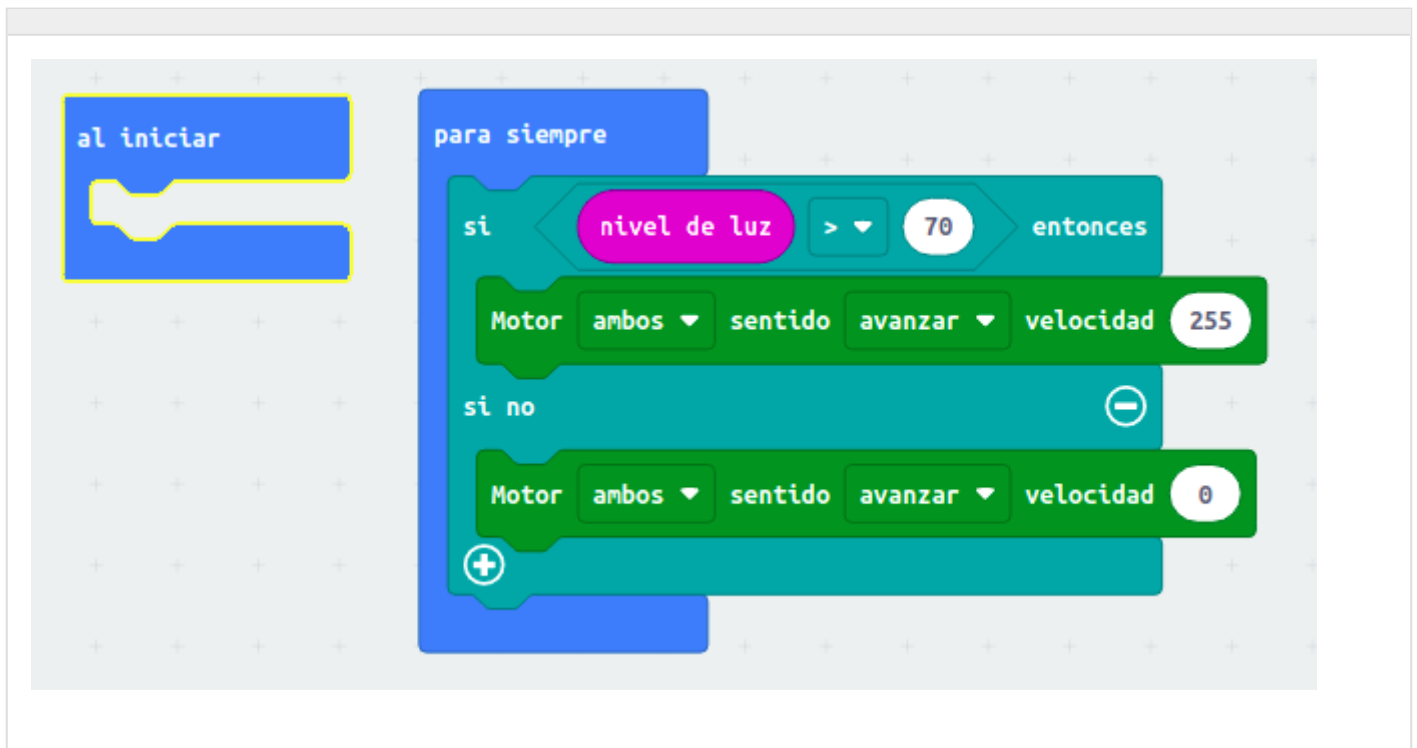 al iniciar
para siempre
si nivel de luz > 70 entonces
Motor ambos sentido avanzar velocidad 255
si no
Motor ambos sentido avanzar velocidad 0